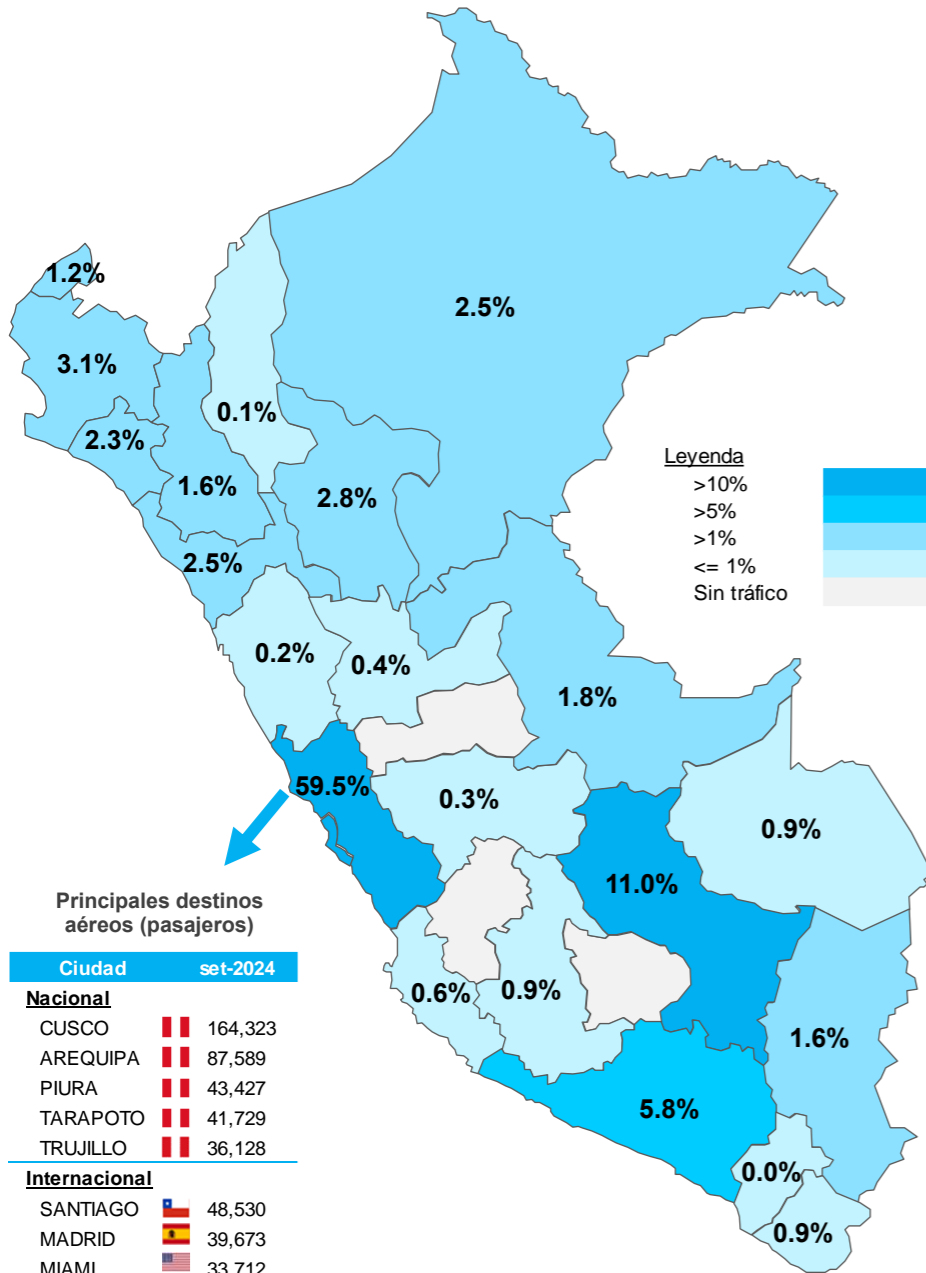 1.2%
2.5%
3.1%
0.1%
2.3%
1.6%
2.8%
2.5%
Leyenda
>10%
>5%
>1%
<= 1%
Sin tráfico
0.2%
0.4%
1.8%
59.5%
0.3%
0.9%
11.0%
0.6%
0.9%
1.6%
5.8%
0.0%
0.9%
Principales destinos
aéreos (pasajeros)
Ciudad set-2024
Nacional
CUSCO 164,323
AREQUIPA 87,589
PIURA 43,427
TARAPOTO 41,729
TRUJILLO 36,128
Internacional
SANTIAGO 48,530
MADRID 39,673
MIAMI 33,712